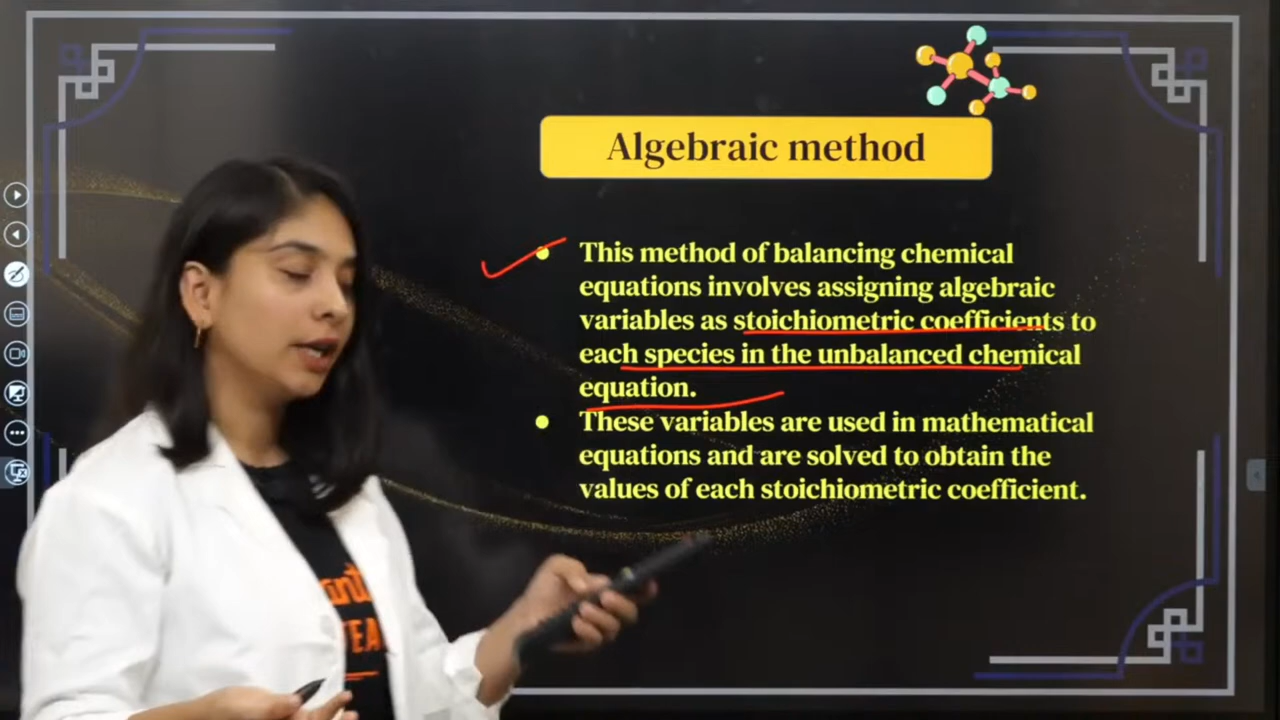 Algebraic method
This method of balancing chemical
equations involves assigning algebraic
variables as stoichiometric coefficients to
each species in the unbalanced chemical
equation.
These variables are used in mathematical
equations and are solved to obtain the
values of each stoichiometric coefficient.